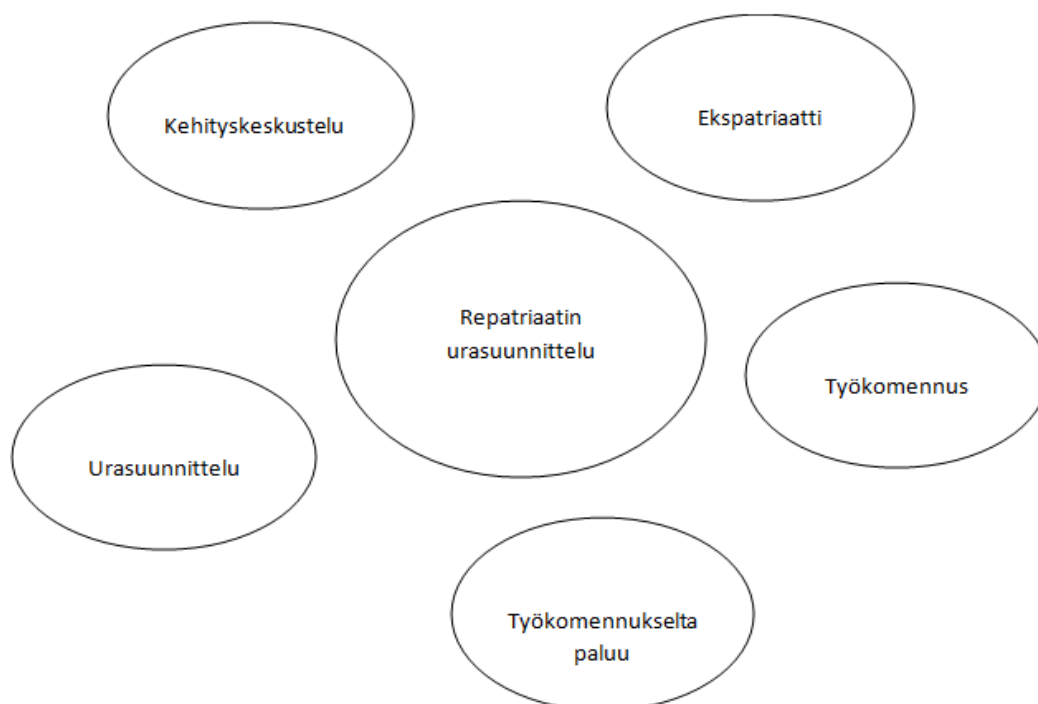 Kehityskeskustelu
Ekspatriaatti
Repatriaatin
urasuunnittelu
Työkomennus
Urasuunnittelu
Työkomennukselta
paluu